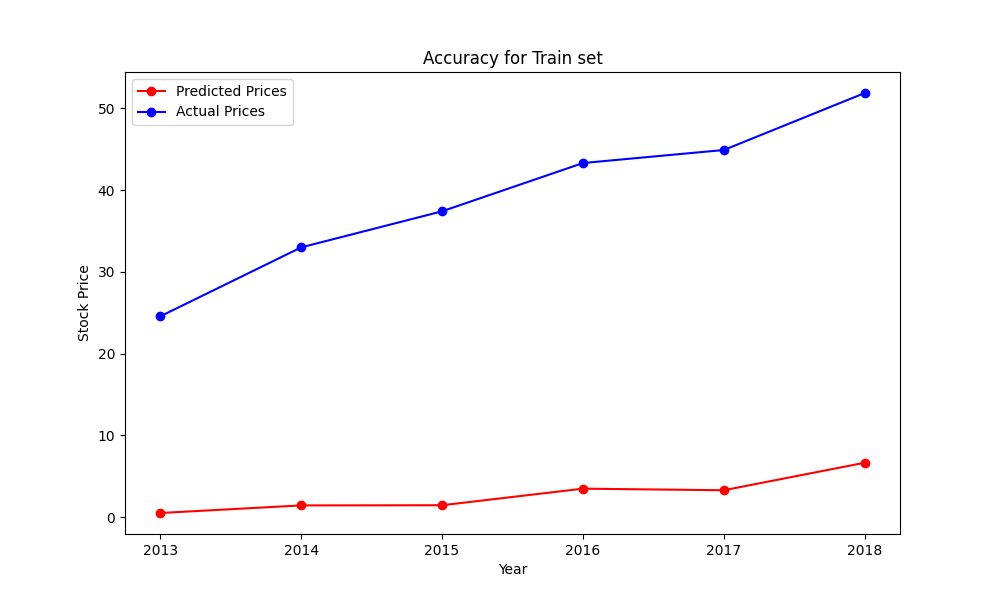 Accuracy for Train set
Predicted Prices
Actual Prices
Stock Price
50
40
30
20
10
0
2013 2014 2015 2016 2017 2018
Year